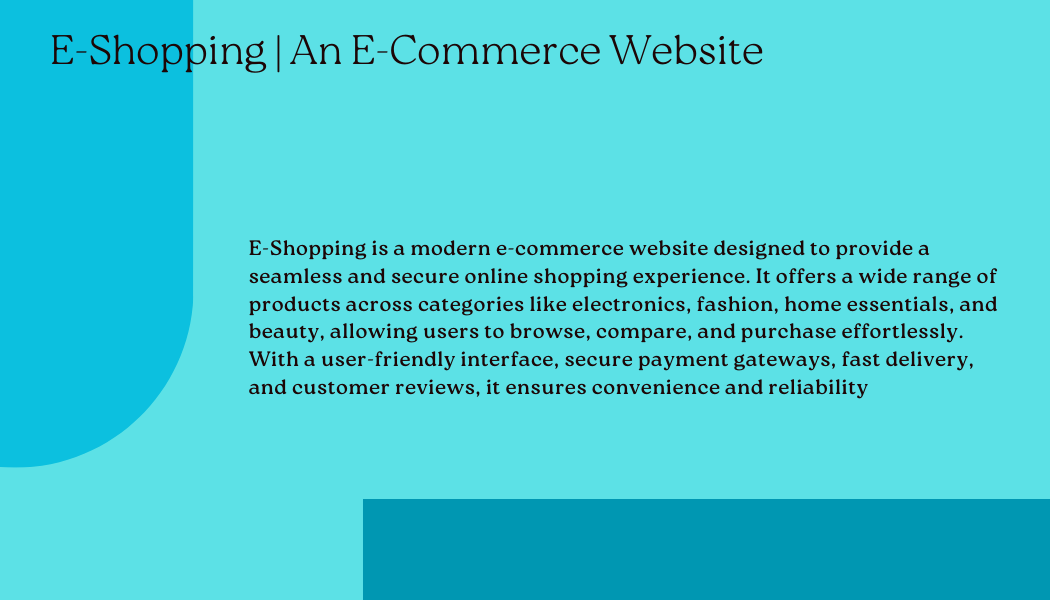 E-Shopping | An E-Commerce Website
E-Shopping is a modern e-commerce website designed to provide a
seamless and secure online shopping experience. It offers a wide range of
products across categories like electronics, fashion, home essentials, and
beauty, allowing users to browse, compare, and purchase effortlessly.
With a user-friendly interface, secure payment gateways, fast delivery,
and customer reviews, it ensures convenience and reliability